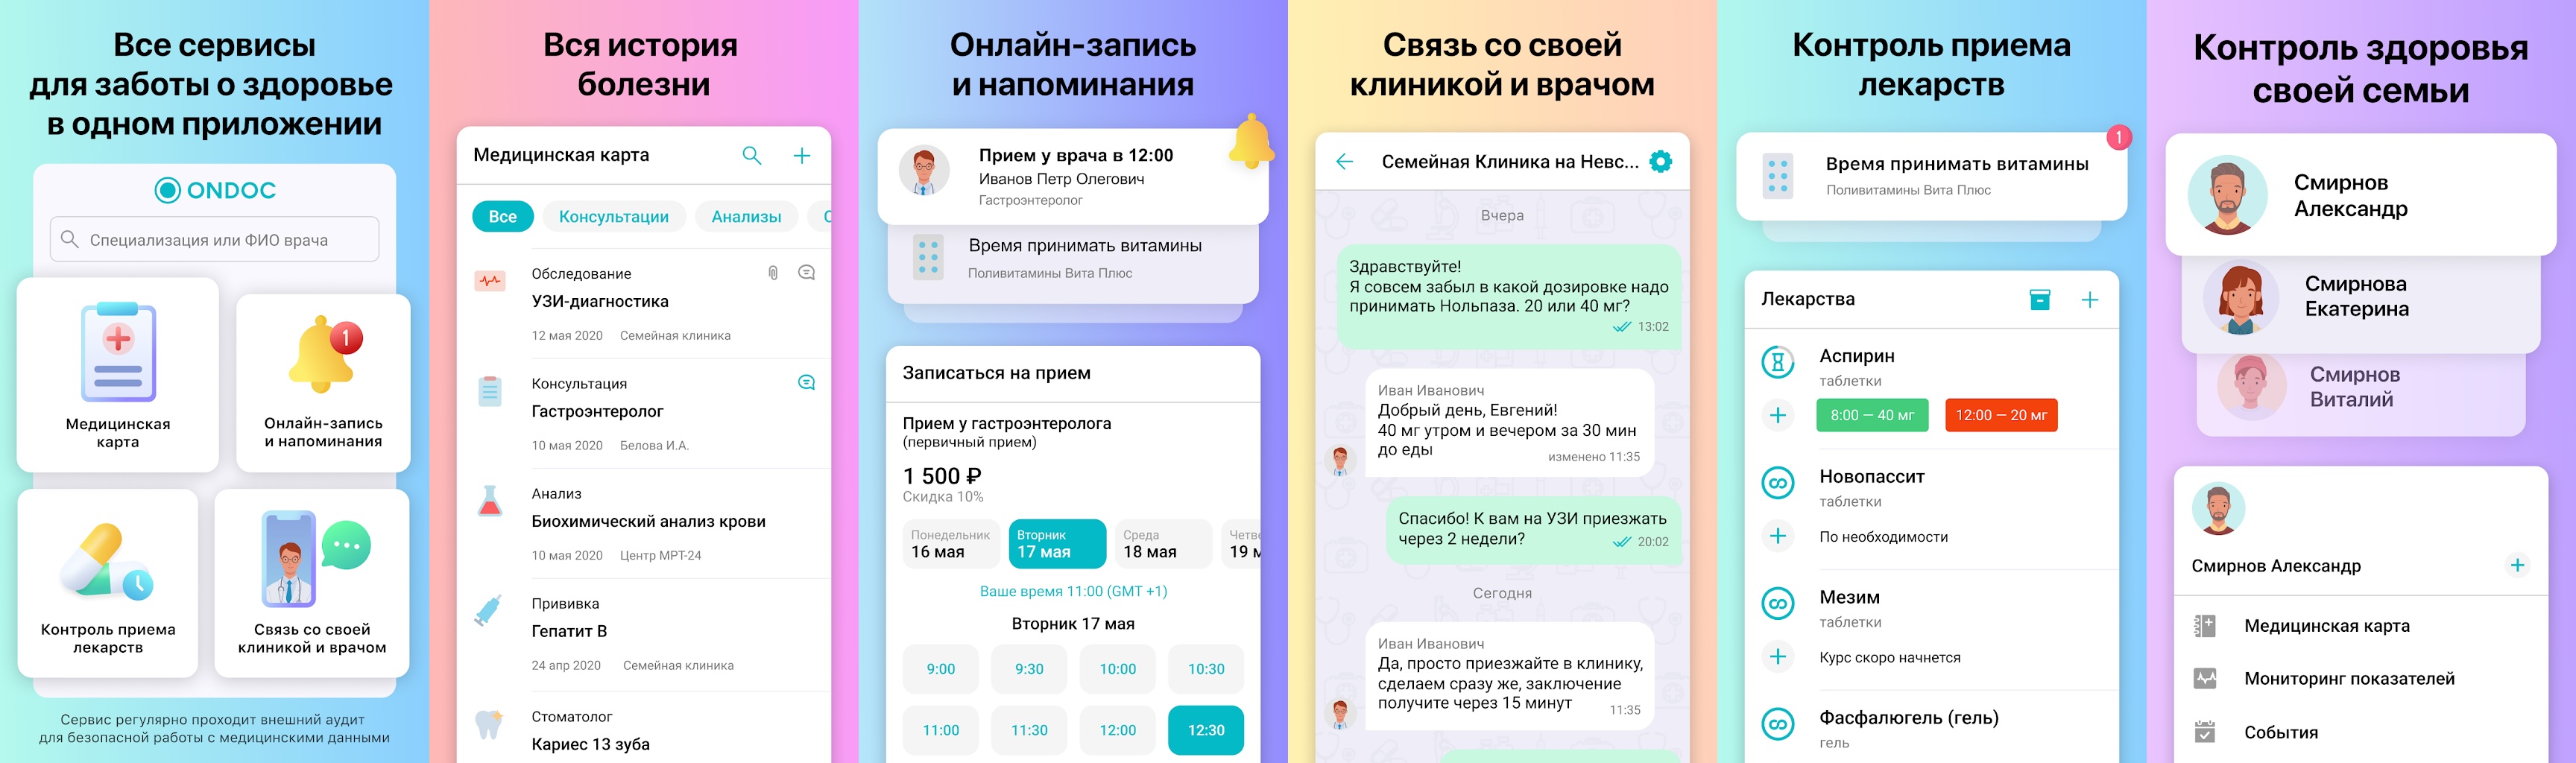 Все сервисы
для заботы о здоровье
в одном приложении
ONDOC
Специализация или ФИО врача
Медицинская
карта
1
Онлайн-запись
и напоминания
Контроль приема
лекарств
Связь со своей
клиникой и врачом
Сервис регулярно проходит внешний аудит
для безопасной работы с медицинскими данными
Вся история
болезни
Медицинская карта
Все Консультации Анализы
Обследование
УЗИ-диагностика
12 мая 2020 Семейная клиника
Консультация
Гастроэнтеролог
10 мая 2020 Белова И.А.
Анализ
Биохимический анализ крови
10 мая 2020 Центр МРТ-24
Прививка
Гепатит В
24 апр 2020 Семейная клиника
Стоматолог
Кариес 13 зуба
Онлайн-запись
и напоминания
Прием у врача в 12:00
Иванов Петр Олегович
Гастроэнтеролог
Время принимать витамины
Поливитамины Вита Плюс
Записаться на прием
Прием у гастроэнтеролога
(первичный прием)
1 500 ₽
Скидка 10%
Понедельник Вторник Среда Четв
16 мая 17 мая 18 мая 19 м
Ваше время 11:00 (GMT +1)
Вторник 17 мая
9:00 9:30 10:00 10:30
11:00 11:30 12:00 12:30
Связь со своей
клиникой и врачом
Семейная Клиника на Невс...
Вчера
Здравствуйте!
Я совсем забыл в какой дозировке надо
принимать Нольпаза. 20 или 40 мг?
13:02
Иван Иванович
Добрый день, Евгений!
40 мг утром и вечером за 30 мин
до еды
изменено 11:35
Спасибо! К вам на УЗИ приезжать
через 2 недели?
20:02
Сегодня
Иван Иванович
Да, просто приезжайте в клинику,
сделаем сразу же, заключение
получите через 15 минут
11:35
Контроль приема
лекарств
1
Время принимать витамины
Поливитамины Вита Плюс
Лекарства
Аспирин
таблетки
8:00 — 40 мг 12:00 — 20 мг
Новопассит
таблетки
По необходимости
Мезим
таблетки
Курс скоро начнется
Фасфалюгель (гель)
гель
Контроль здоровья
своей семьи
Смирнов
Александр
Смирнова
Екатерина
Смирнов
Виталий
Смирнов Александр
Медицинская карта
Мониторинг показателей
События